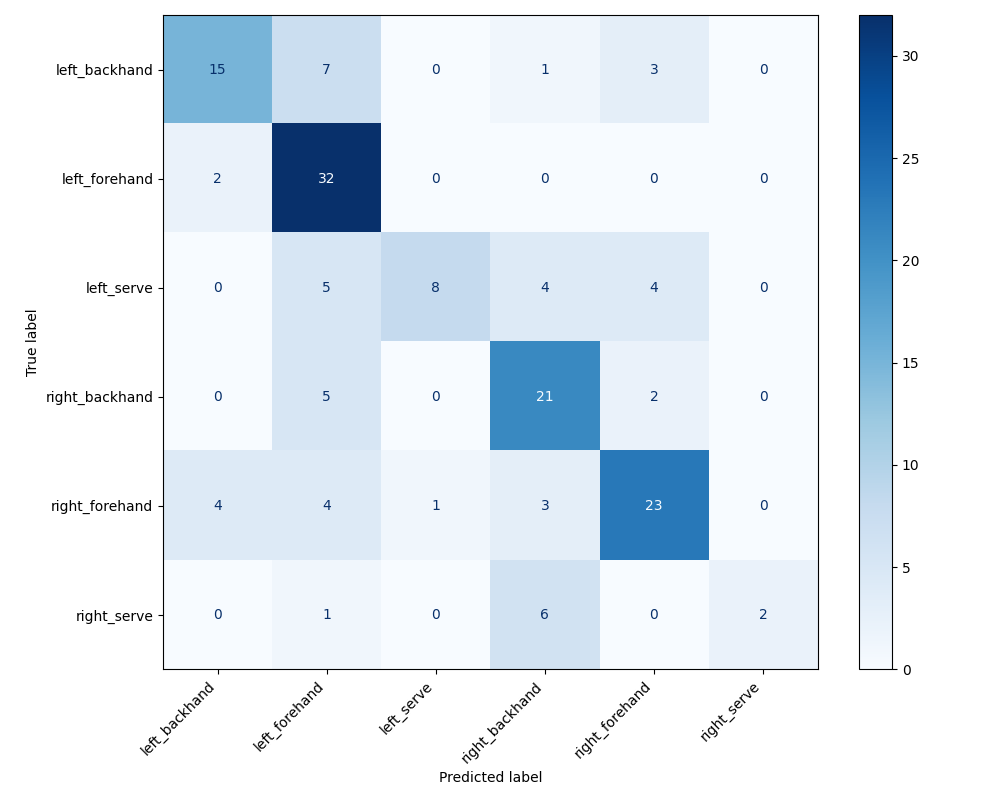 True label
left_backhand 15 7 0 1 3 0
left_forehand 2 32 0 0 0 0
left_serve 0 5 8 4 4 0
right_backhand 0 5 0 21 2 0
right_forehand 4 4 1 3 23 0
right_serve 0 1 0 6 0 2
left_backhand left_forehand left_serve right_backhand right_forehand right_serve
Predicted label
30
25
20
15
10
5
0